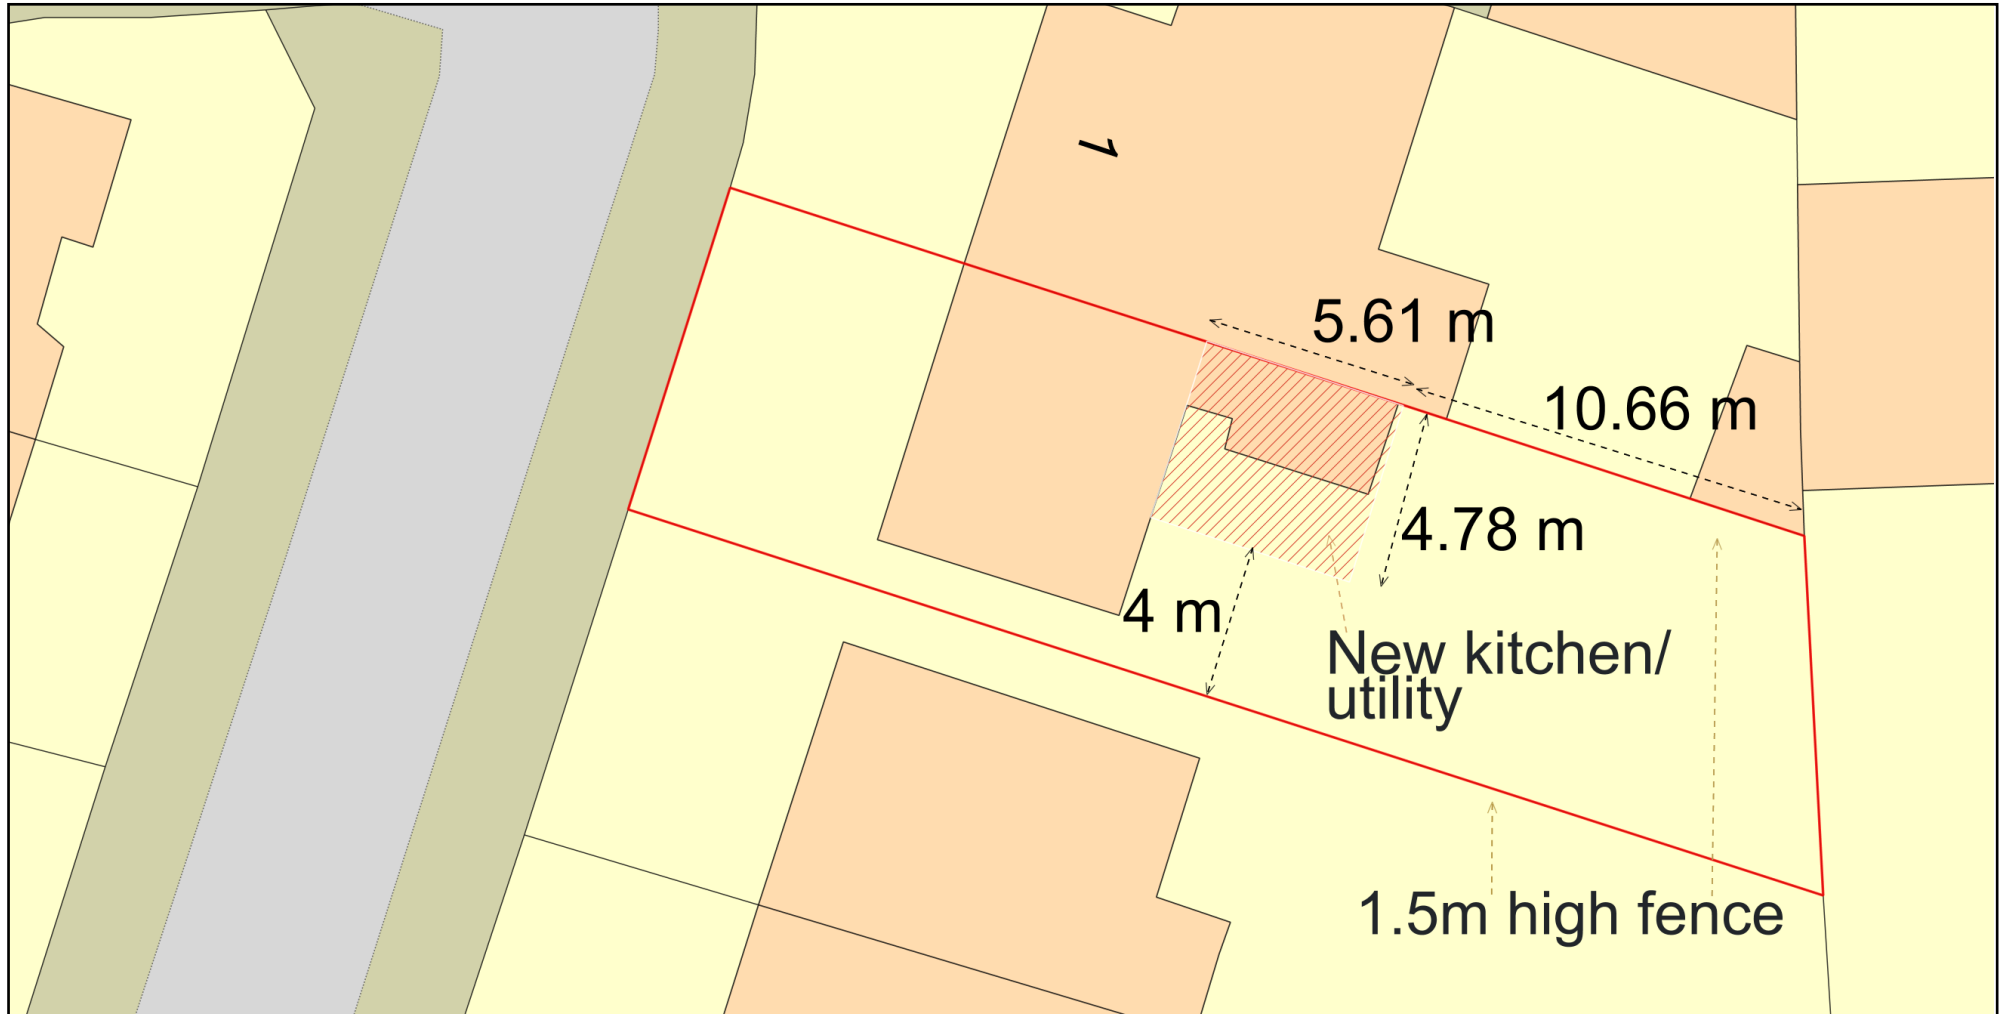 1
5.61 m
10.66 m
4.78 m
4 m
New kitchen/
utility
1.5m high fence